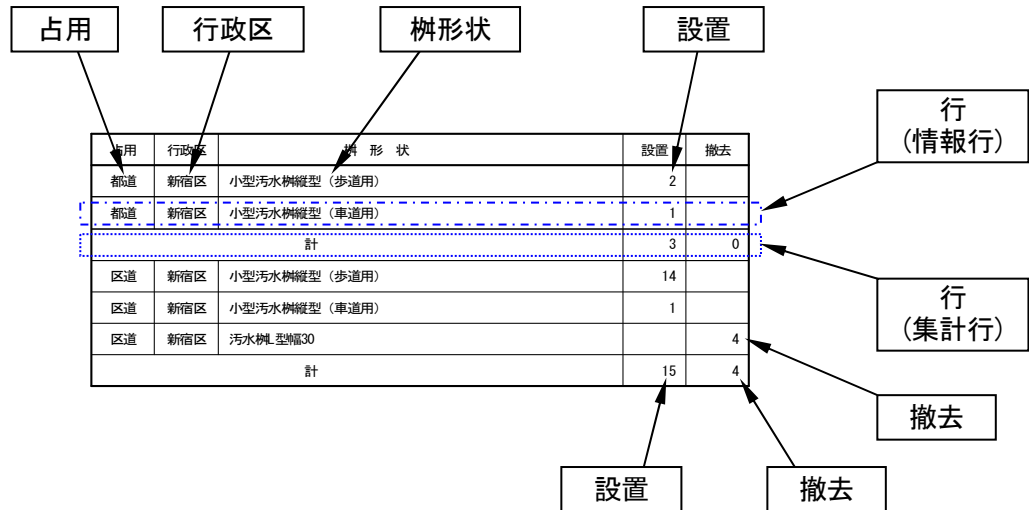 占用 行政区 桝形状 設置
行
(情報行)
占用 行政区 桝 形 状 設置 撤去
都道 新宿区 小型汚水桝縦型（歩道用） 2
都道 新宿区 小型汚水桝縦型（車道用） 1
計 3 0
区道 新宿区 小型汚水桝縦型（歩道用） 14
区道 新宿区 小型汚水桝縦型（車道用） 1
区道 新宿区 汚水桝L型幅30 4
計 15 4
行
(集計行)
撤去
設置 撤去